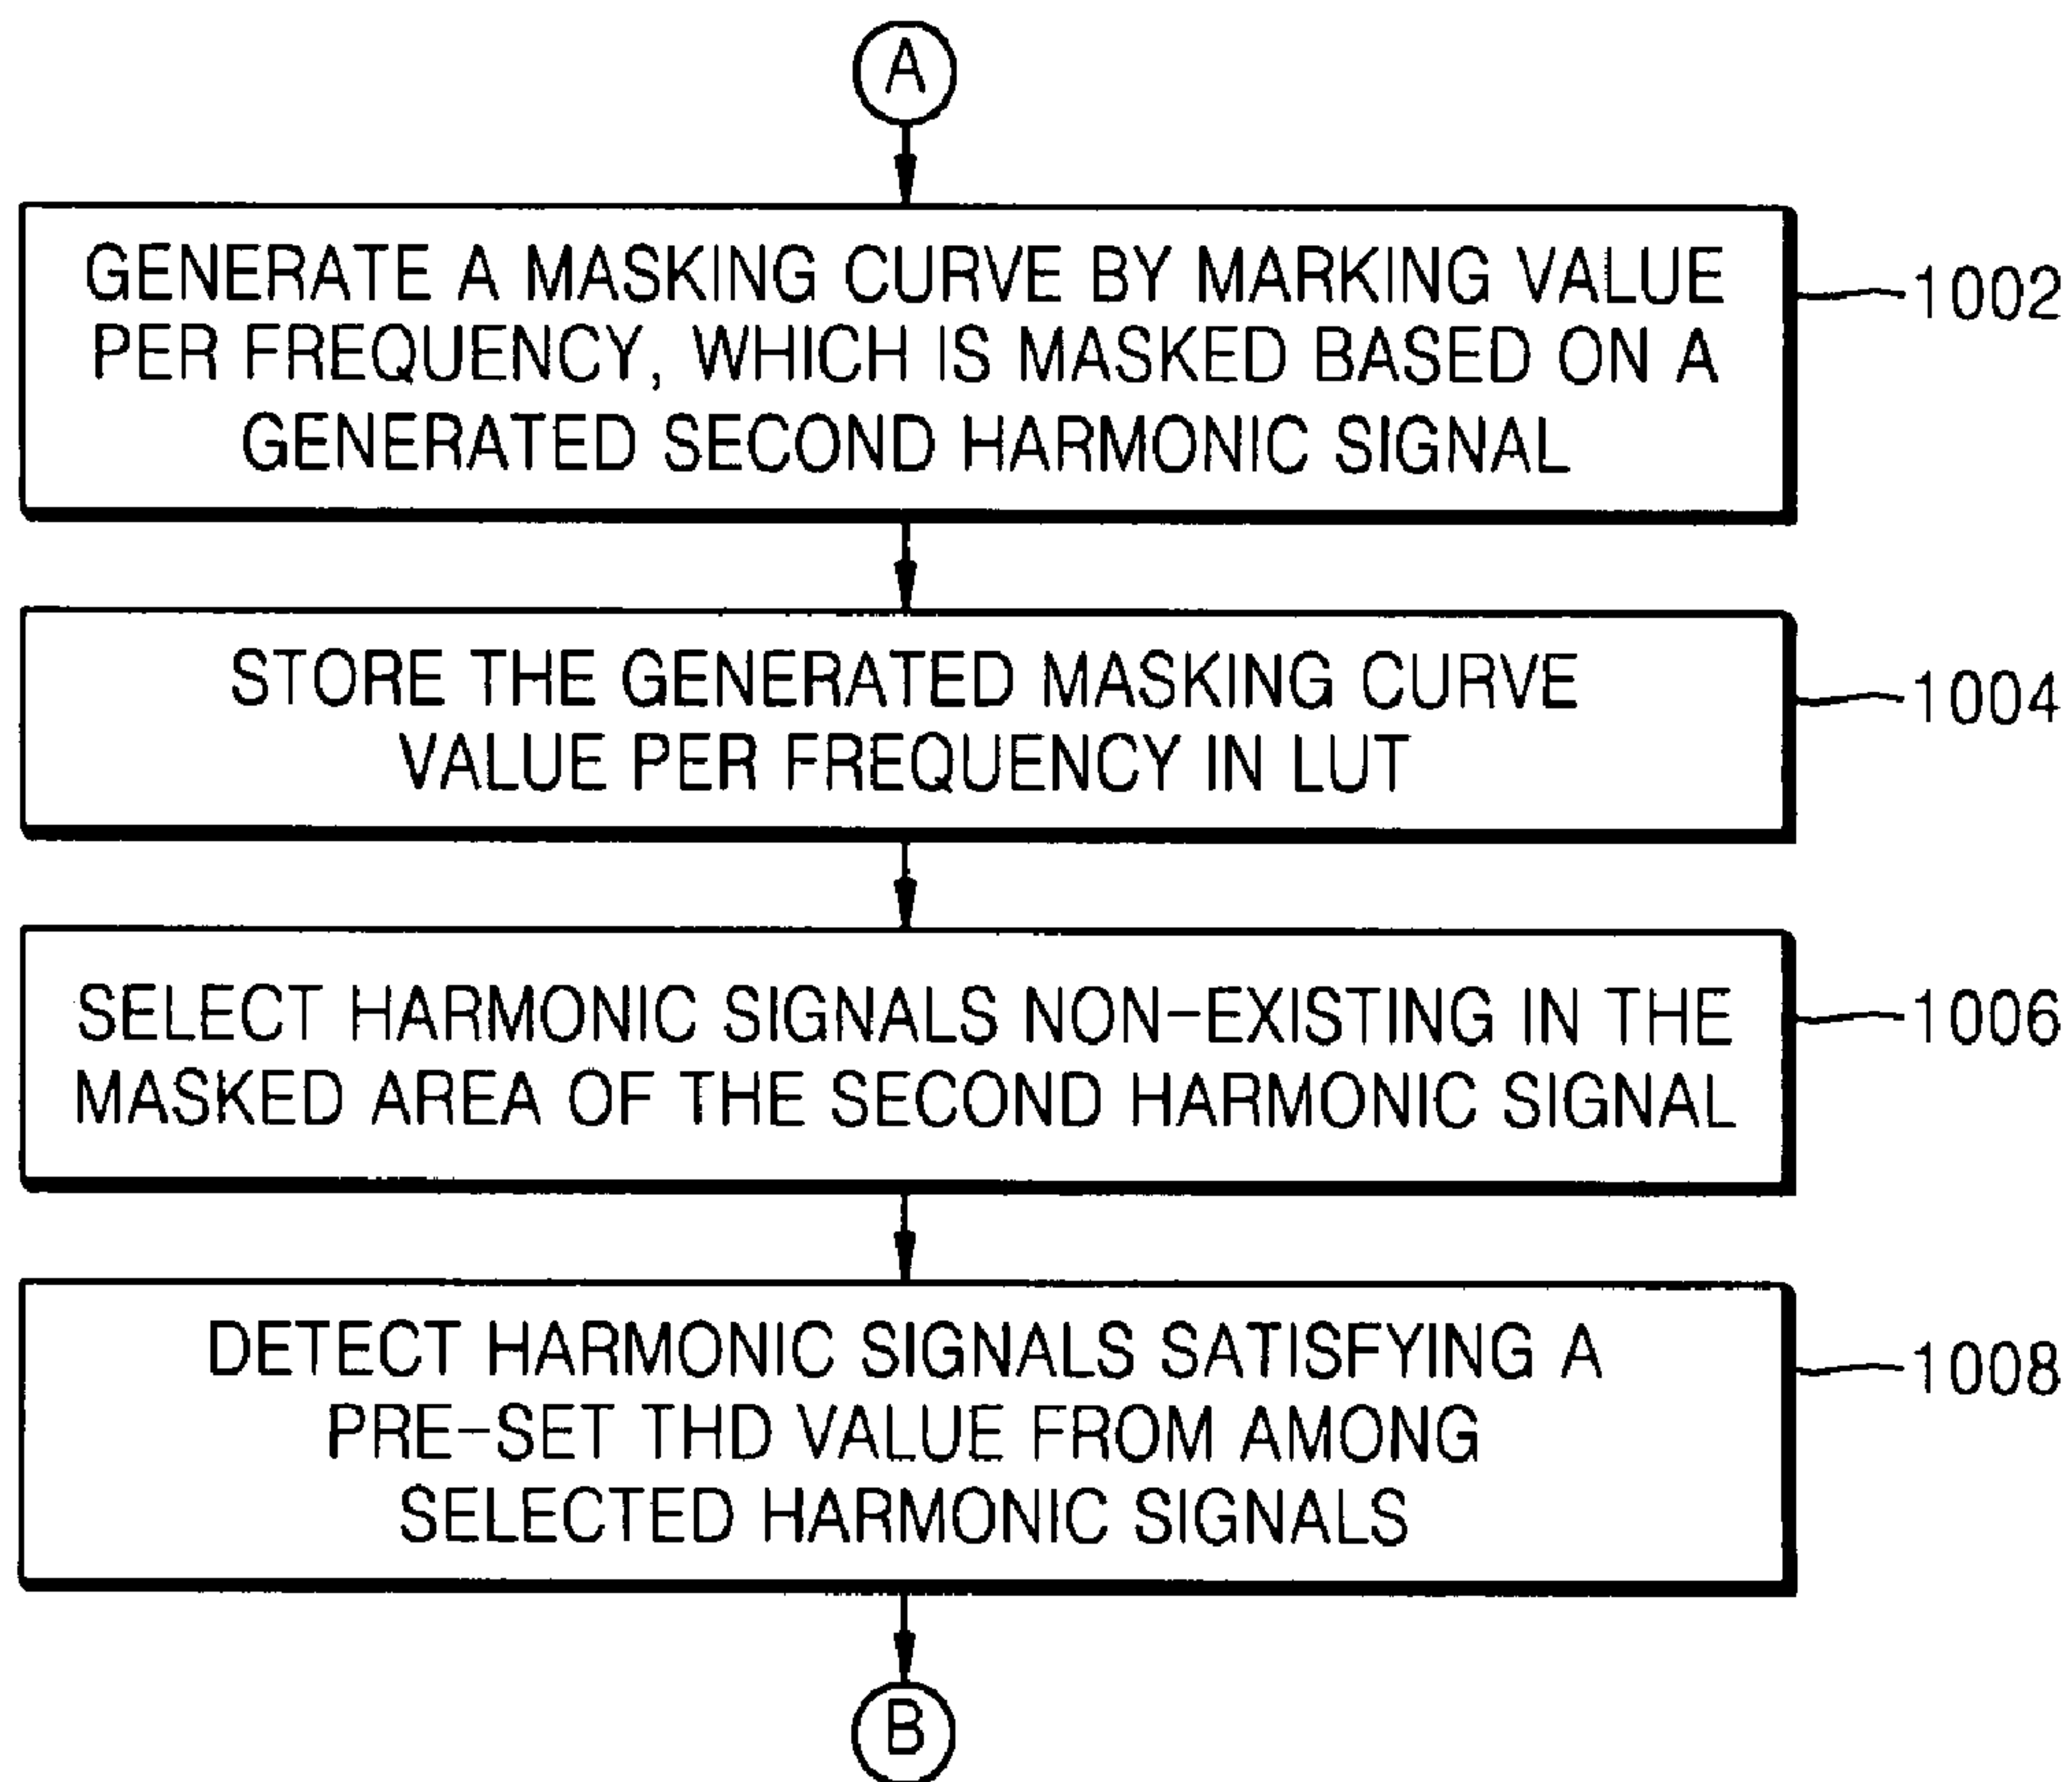 A
GENERATE A MASKING CURVE BY MARKING VALUE
PER FREQUENCY, WHICH IS MASKED BASED ON A
GENERATED SECOND HARMONIC SIGNAL
1002
STORE THE GENERATED MASKING CURVE
VALUE PER FREQUENCY IN LUT
1004
SELECT HARMONIC SIGNALS NON-EXISTING IN THE
MASKED AREA OF THE SECOND HARMONIC SIGNAL
1006
DETECT HARMONIC SIGNALS SATISFYING A
PRE-SET THD VALUE FROM AMONG
SELECTED HARMONIC SIGNALS
1008
B